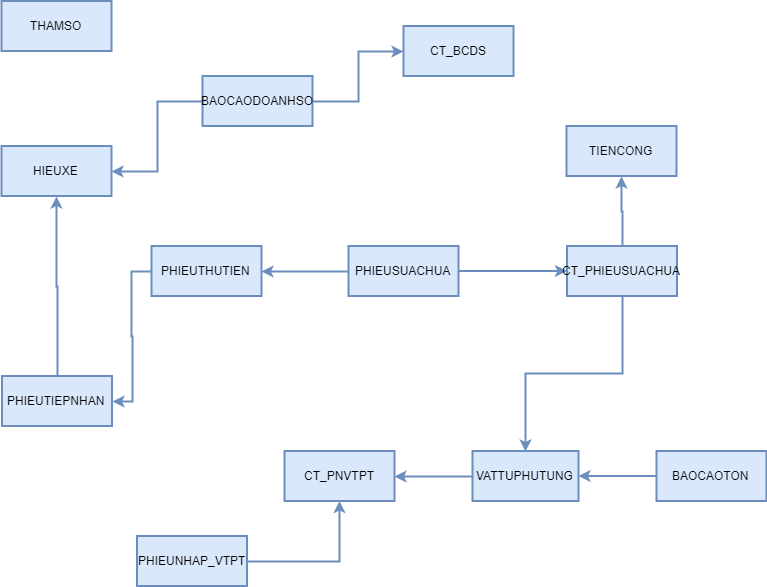 THAMSO
CT_BCDS
BAOCAODOANHSO
TIENCONG
HIEUXE
PHIEUTHUTIEN
PHIEUSUACHUA
CT_PHIEUSUACHUA
PHIEUTIEPNHAN
CT_PNVTPT
VATTUPHUTUNG
BAOCAOTON
PHIEUNHAP_VTPT